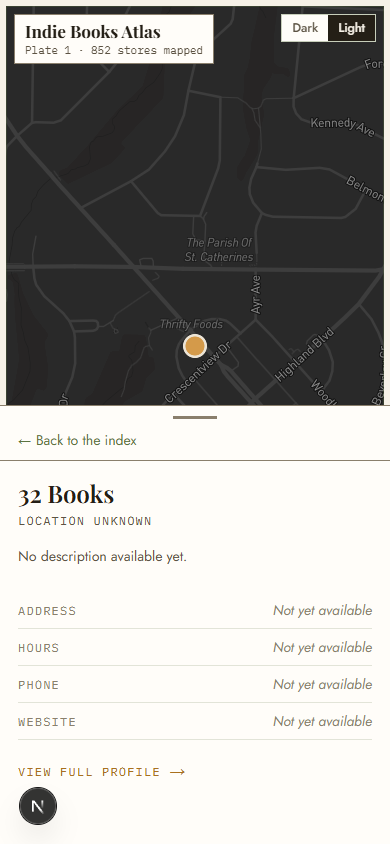 Indie Books Atlas
Plate 1 · 852 stores mapped
Dark Light
For
Kennedy Ave
Belmon
The Parish Of
St. Catherines
Ayr Ave
Thrifty Foods
Crescentview Dr
Highland Blvd
Woodl
Dr
← Back to the index
32 Books
LOCATION UNKNOWN
No description available yet.
ADDRESS Not yet available
HOURS Not yet available
PHONE Not yet available
WEBSITE Not yet available
VIEW FULL PROFILE →
N